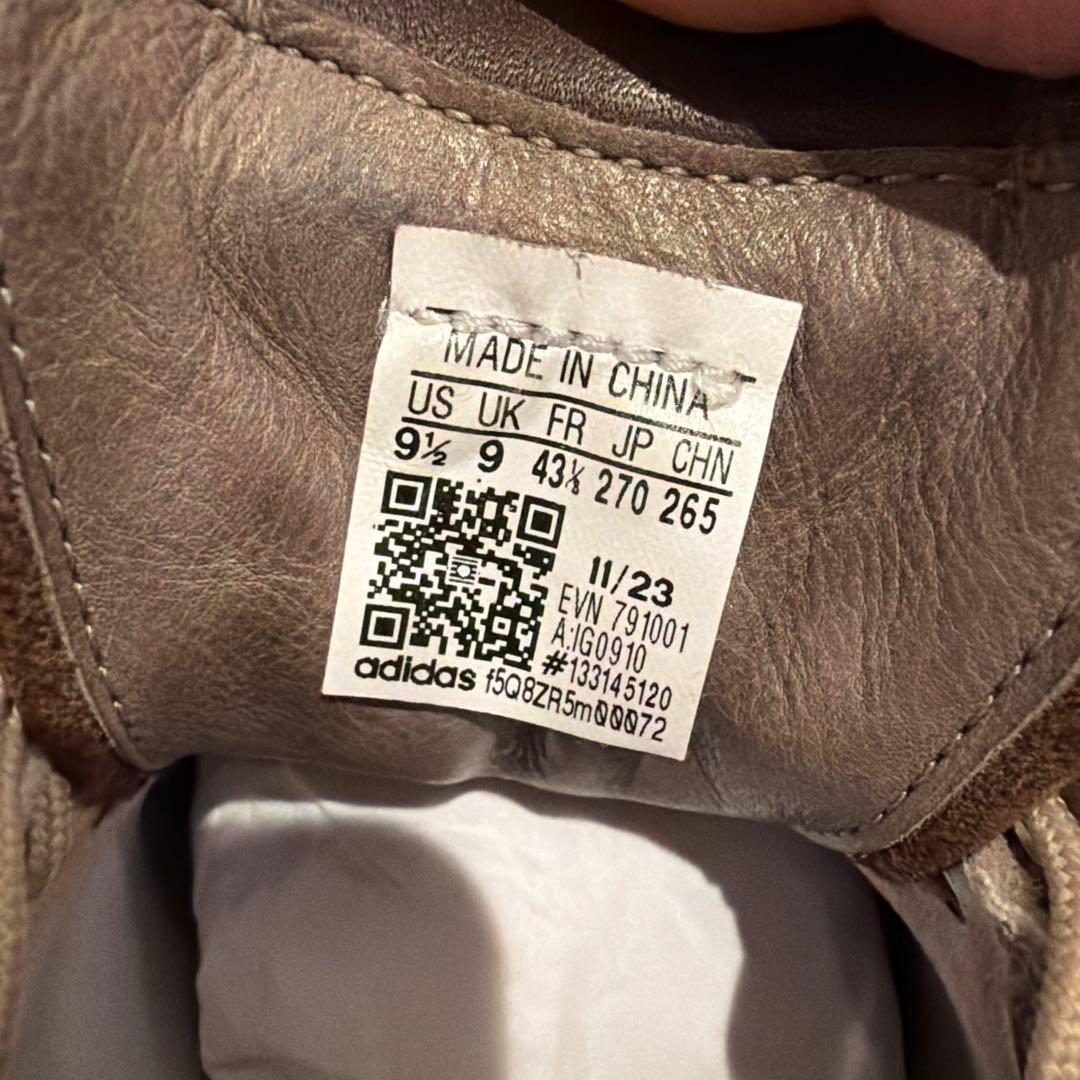 MADE IN CHINA
US UK FR JP CHN
9½ 9 43⅓ 270 265
11/23
EVN 791001
A:IG0910
#133145120
adidas f5Q8ZR5m00072